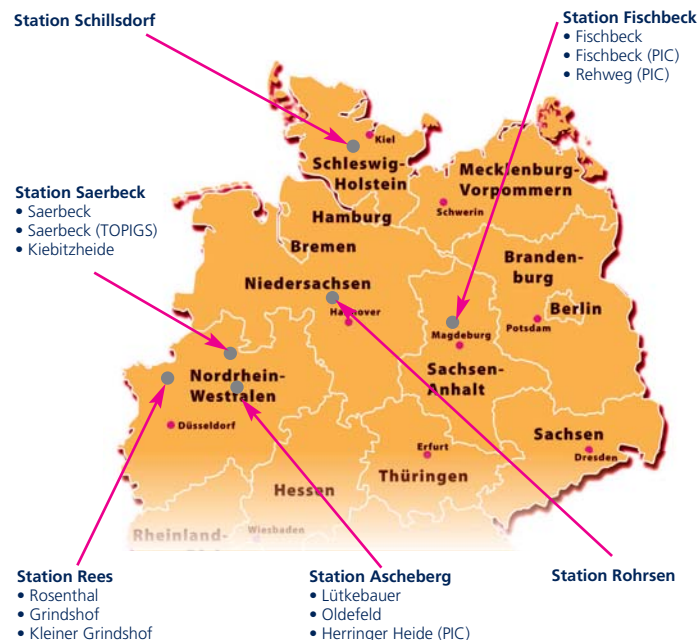 Station Schillsdorf
Station Fischbeck
• Fischbeck
• Fischbeck (PIC)
• Rehweg (PIC)
Kiel
Schleswig-
Holstein
Mecklenburg-
Vorpommern
Schwerin
Station Saerbeck
• Saerbeck
• Saerbeck (TOPIGS)
• Kiebitzheide
Hamburg
Bremen
Niedersachsen
Hannover
Branden-
burg
Berlin
Potsdam
Magdeburg
Sachsen-
Anhalt
Nordrhein-
Westfalen
Düsseldorf
Sachsen
Dresden
Erfurt
Thüringen
Hessen
Wiesbaden
Rheinland-
Station Rees
• Rosenthal
• Grindshof
• Kleiner Grindshof
Station Ascheberg
• Lütkebauer
• Oldefeld
• Herringer Heide (PIC)
Station Rohrsen